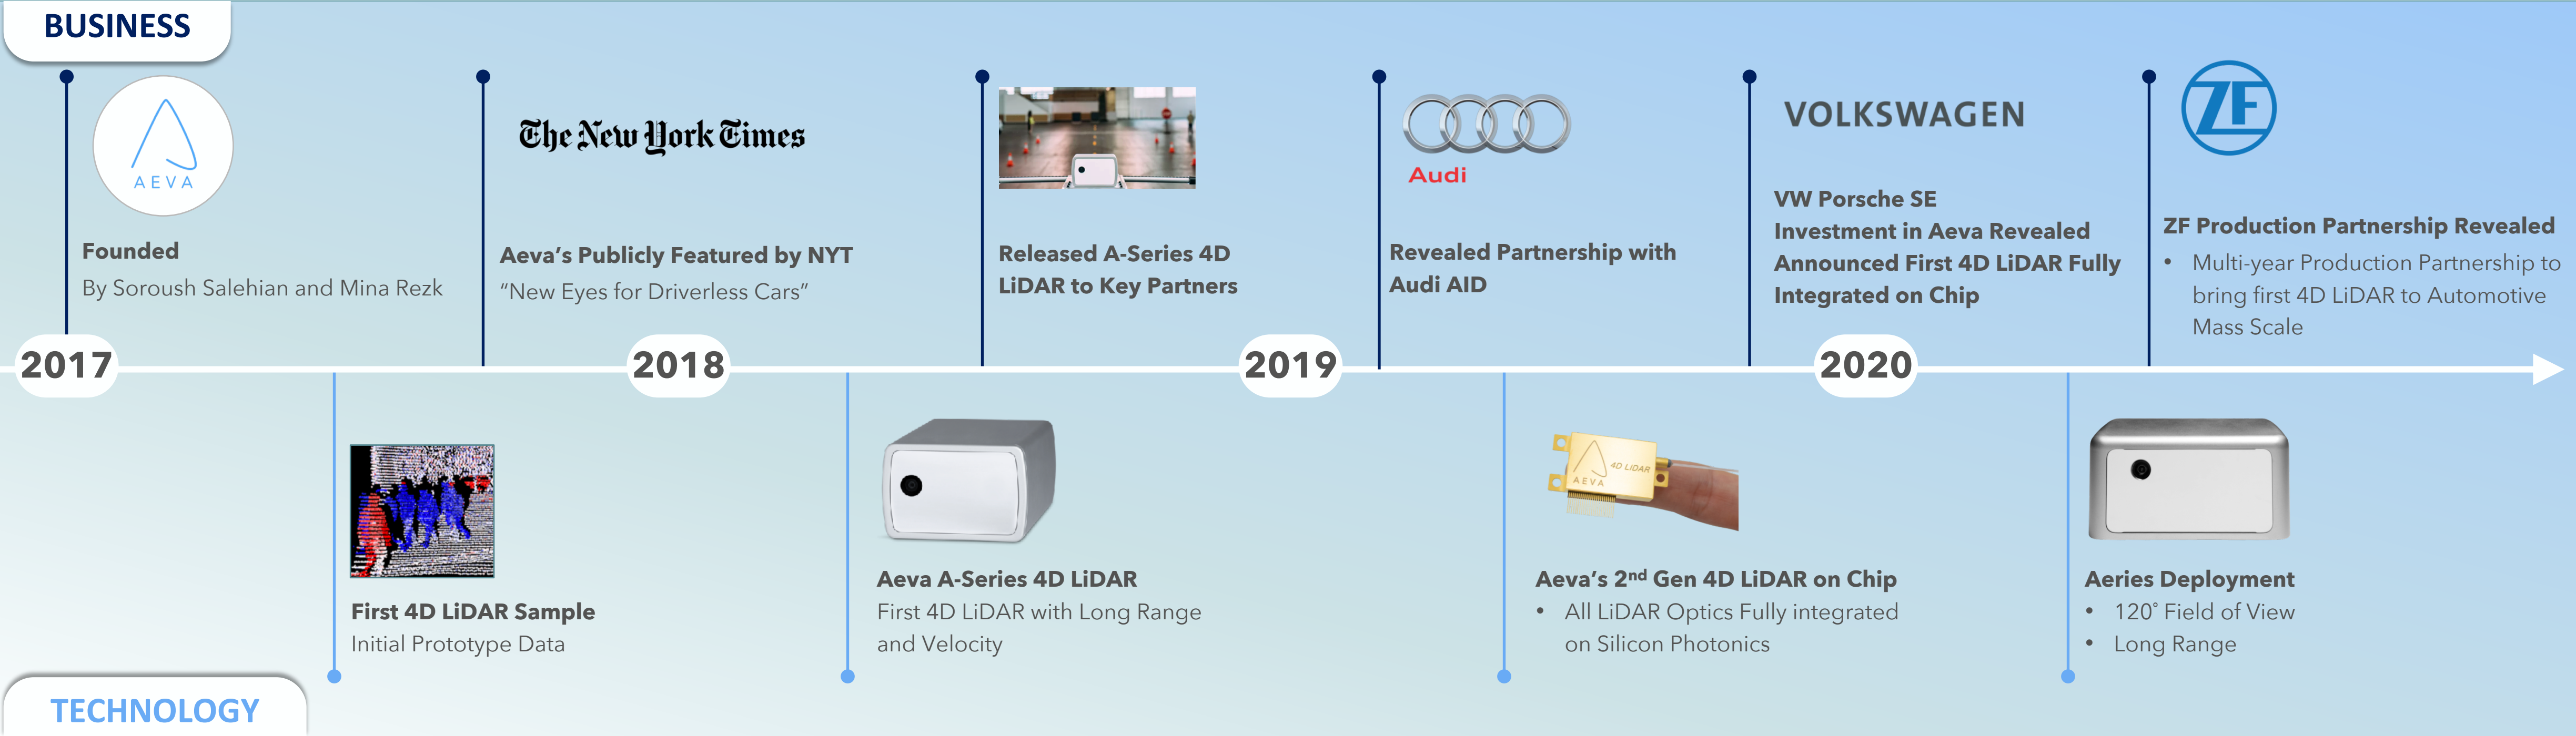 BUSINESS
AEVA
Founded
By Soroush Salehian and Mina Rezk
The New York Times
Aeva’s Publicly Featured by NYT
“New Eyes for Driverless Cars”
Released A-Series 4D
LiDAR to Key Partners
Audi
Revealed Partnership with
Audi AID
VOLKSWAGEN
VW Porsche SE
Investment in Aeva Revealed
Announced First 4D LiDAR Fully
Integrated on Chip
ZF
ZF Production Partnership Revealed
• Multi-year Production Partnership to
bring first 4D LiDAR to Automotive
Mass Scale
2017
2018
2019
2020
First 4D LiDAR Sample
Initial Prototype Data
Aeva A-Series 4D LiDAR
First 4D LiDAR with Long Range
and Velocity
4D LiDAR
AEVA
Aeva’s 2nd Gen 4D LiDAR on Chip
• All LiDAR Optics Fully integrated
on Silicon Photonics
Aeries Deployment
• 120° Field of View
• Long Range
TECHNOLOGY